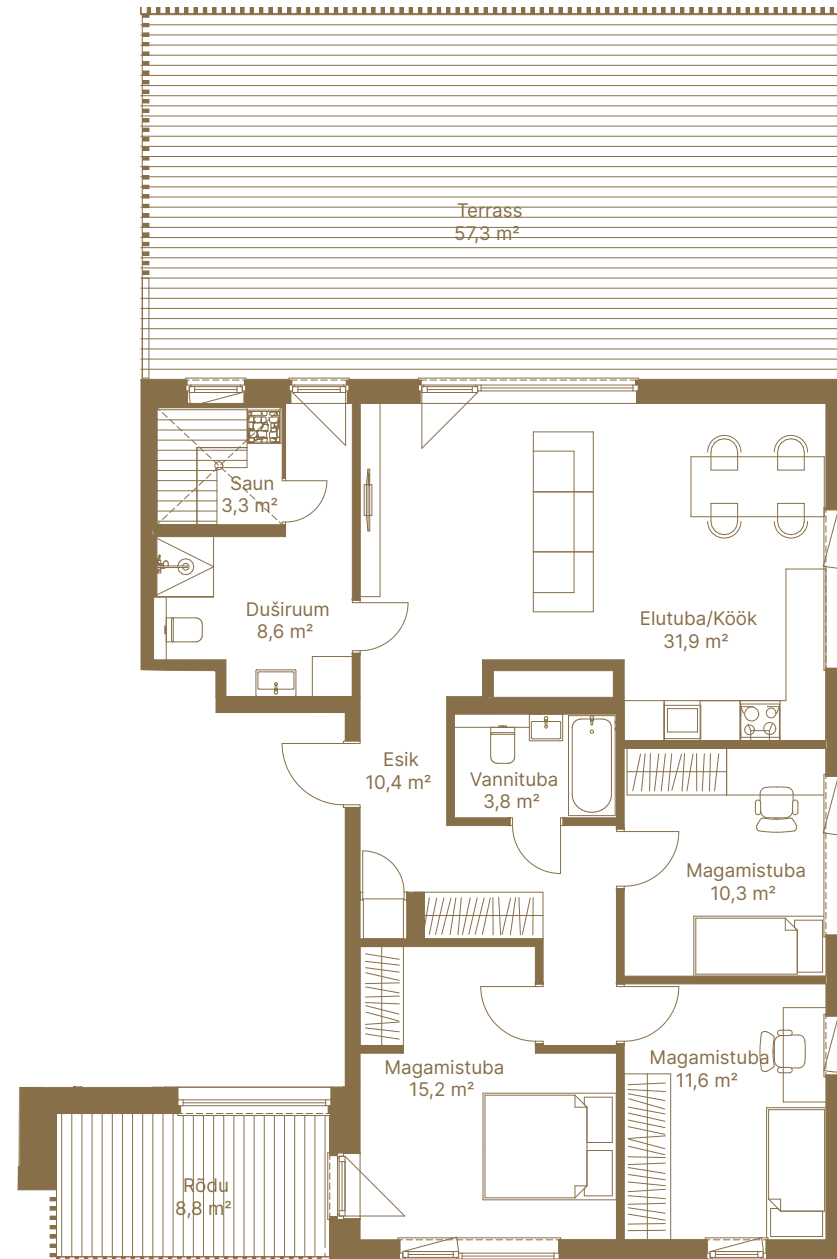 Terrass
57,3 m²
Saun
3,3 m²
Duširuum
8,6 m²
Elutuba/Köök
31,9 m²
Esik
10,4 m²
Vannituba
3,8 m²
Magamistuba
10,3 m²
Magamistuba
15,2 m²
Magamistuba
11,6 m²
Rõdu
8,8 m²